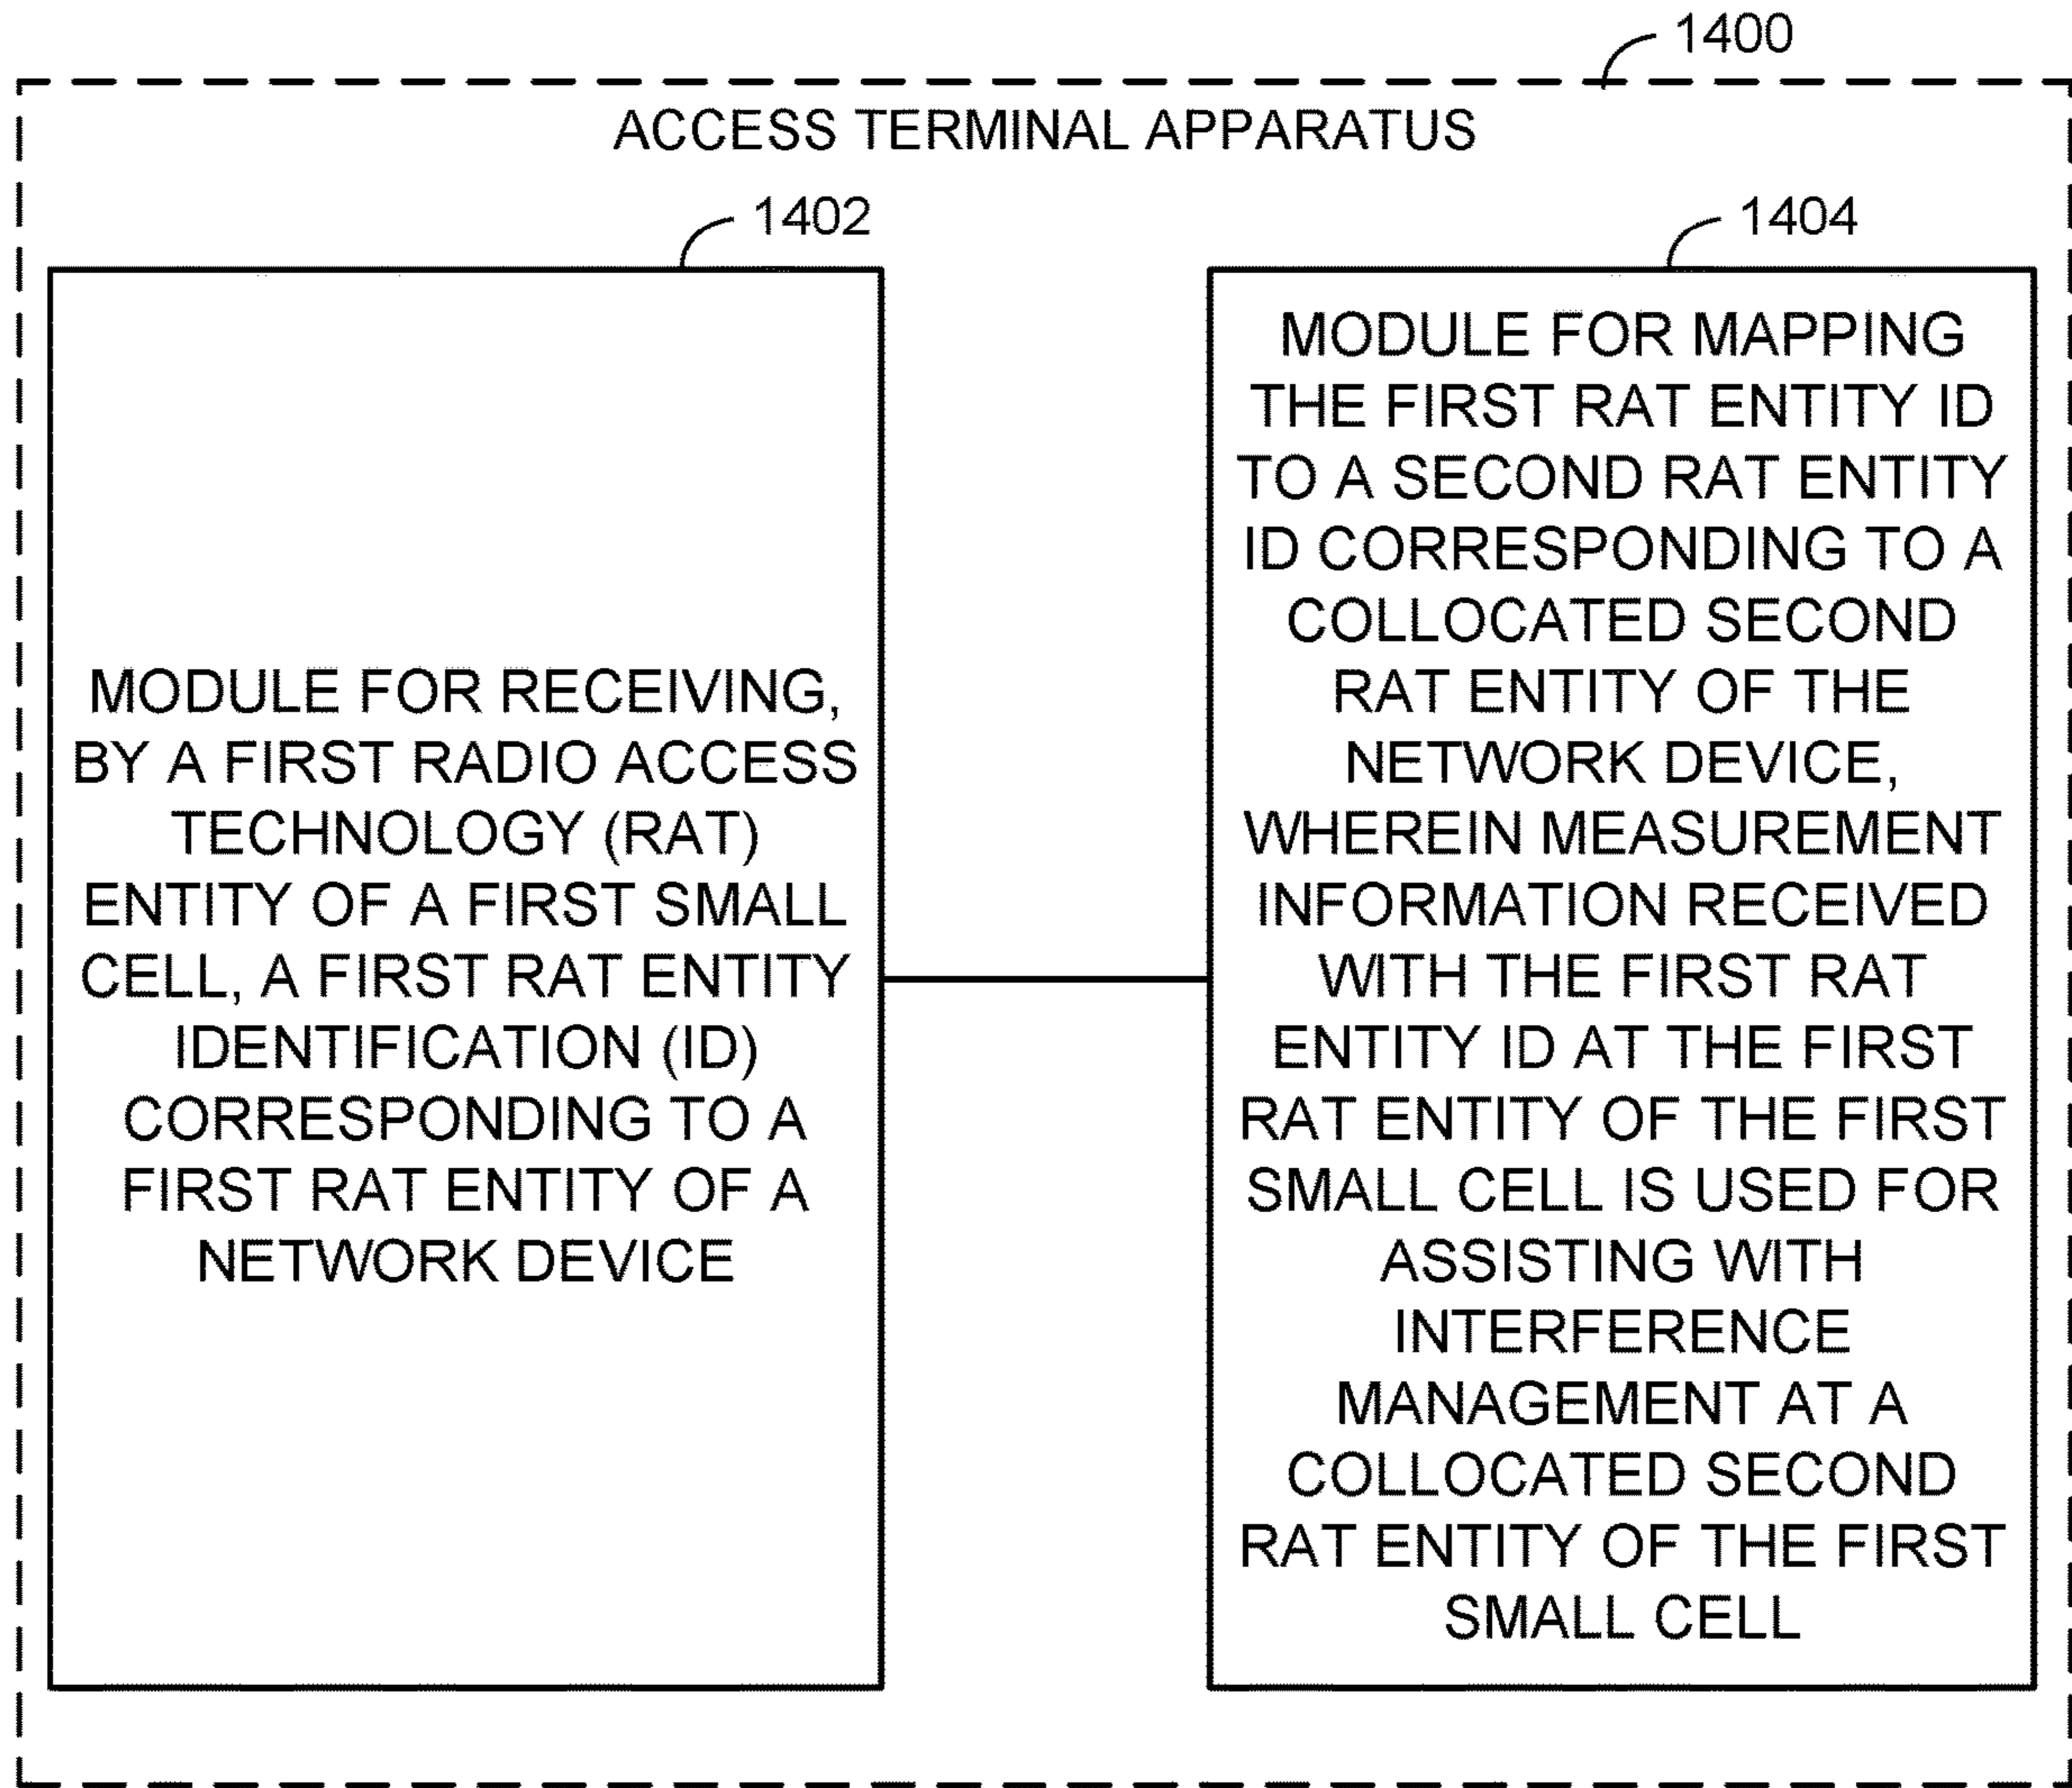 1400
ACCESS TERMINAL APPARATUS
1402
MODULE FOR RECEIVING,
BY A FIRST RADIO ACCESS
TECHNOLOGY (RAT)
ENTITY OF A FIRST SMALL
CELL, A FIRST RAT ENTITY
IDENTIFICATION (ID)
CORRESPONDING TO A
FIRST RAT ENTITY OF A
NETWORK DEVICE
1404
MODULE FOR MAPPING
THE FIRST RAT ENTITY ID
TO A SECOND RAT ENTITY
ID CORRESPONDING TO A
COLLOCATED SECOND
RAT ENTITY OF THE
NETWORK DEVICE,
WHEREIN MEASUREMENT
INFORMATION RECEIVED
WITH THE FIRST RAT
ENTITY ID AT THE FIRST
RAT ENTITY OF THE FIRST
SMALL CELL IS USED FOR
ASSISTING WITH
INTERFERENCE
MANAGEMENT AT A
COLLOCATED SECOND
RAT ENTITY OF THE FIRST
SMALL CELL